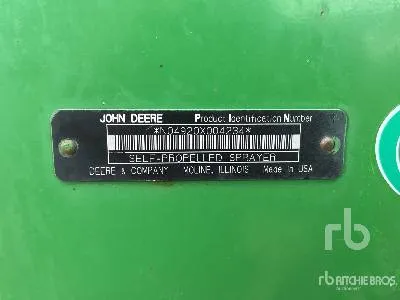 JOHN DEERE Product Identification Number
*N04920X004234*
SELF-PROPELLED SPRAYER
DEERE & COMPANY MOLINE, ILLINOIS Made In USA
rb
rb RITCHIE BROS.